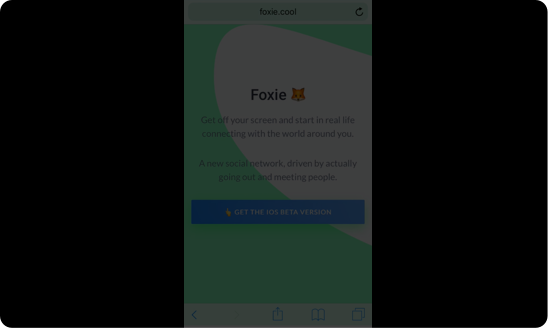 foxie.cool
Foxie 🦊
Get off your screen and start in real life
connecting with the world around you.
A new social network, driven by actually
going out and meeting people.
👆 GET THE IOS BETA VERSION